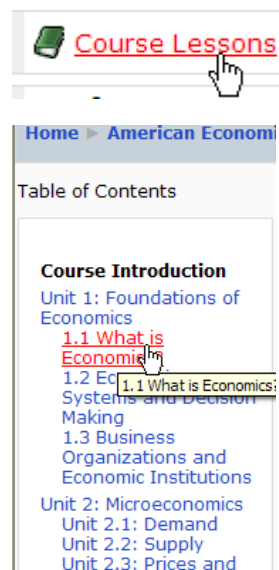 Course Lessons
Home ► American Economi
Table of Contents
Course Introduction
Unit 1: Foundations of
Economics
1.1 What is
1.2
1.1 What is Economics?
Systems and Decision
Making
1.3 Business
Organizations and
Economic Institutions
Unit 2: Microeconomics
Unit 2.1: Demand
Unit 2.2: Supply
Unit 2.3: Prices and